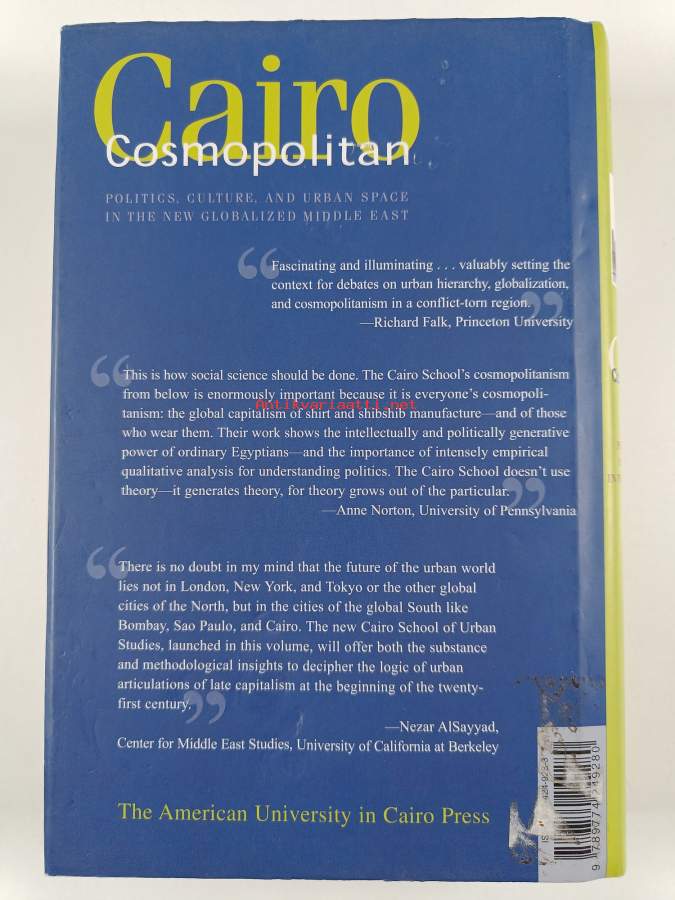 Cairo
Cosmopolitan
POLITICS, CULTURE, AND URBAN SPACE
IN THE NEW GLOBALIZED MIDDLE EAST
“Fascinating and illuminating . . . valuably setting the
context for debates on urban hierarchy, globalization,
and cosmopolitanism in a conflict-torn region.”
—Richard Falk, Princeton University
“This is how social science should be done. The Cairo School’s cosmopolitanism
from below is enormously important because it is everyone’s cosmopoli-
tanism: the global capitalism of shirt and shibshib manufacture—and of those
who wear them. Their work shows the intellectually and politically generative
power of ordinary Egyptians—and the importance of intensely empirical
qualitative analysis for understanding politics. The Cairo School doesn’t use
theory—it generates theory, for theory grows out of the particular.”
—Anne Norton, University of Pennsylvania
“There is no doubt in my mind that the future of the urban world
lies not in London, New York, and Tokyo or the other global
cities of the North, but in the cities of the global South like
Bombay, Sao Paulo, and Cairo. The new Cairo School of Urban
Studies, launched in this volume, will offer both the substance
and methodological insights to decipher the logic of urban
articulations of late capitalism at the beginning of the twenty-
first century.”
—Nezar AlSayyad,
Center for Middle East Studies, University of California at Berkeley
The American University in Cairo Press
9 789774 249280
Antikvariaatti.net